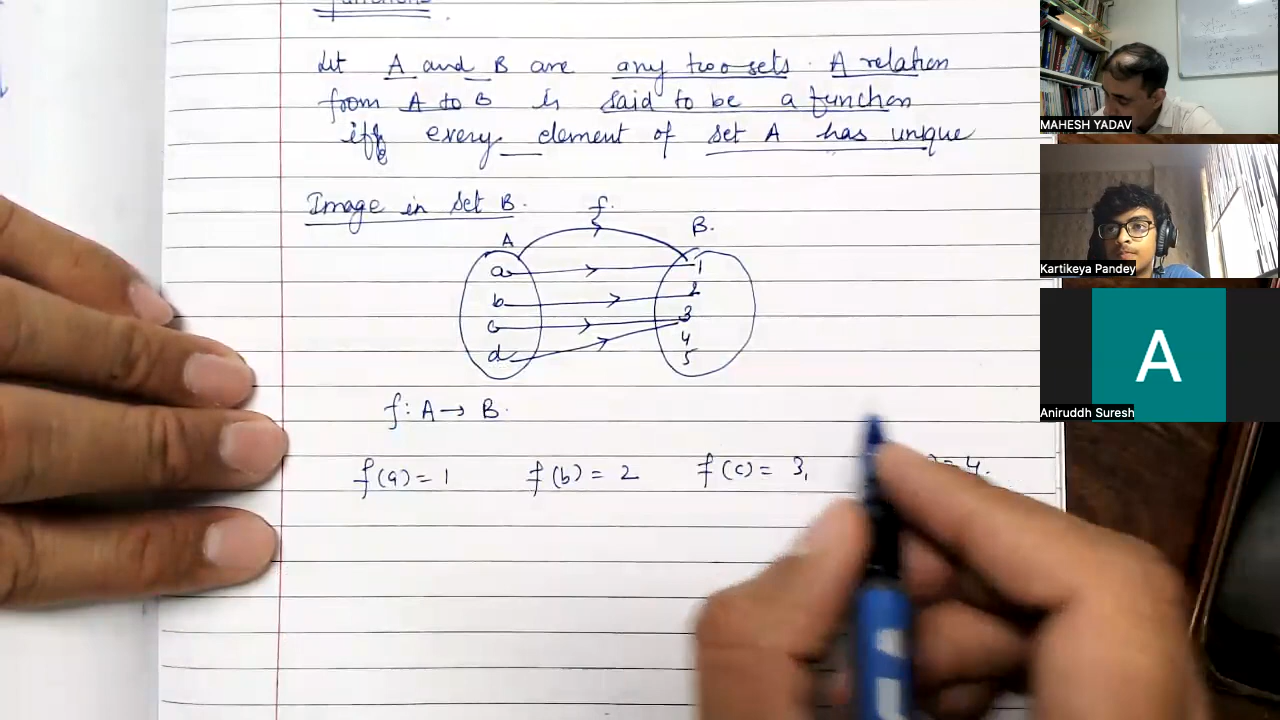 functions.
Let A and B are any two sets. A relation
from A to B is said to be a function
iff every element of set A has unique
Image in set B.
f.
A
B.
a
1
b
2
c
3
d
4
5
f: A → B.
f(a) = 1 f(b) = 2 f(c) = 3, = 4.
MAHESH YADAV
Kartikeya Pandey
A
Aniruddh Suresh